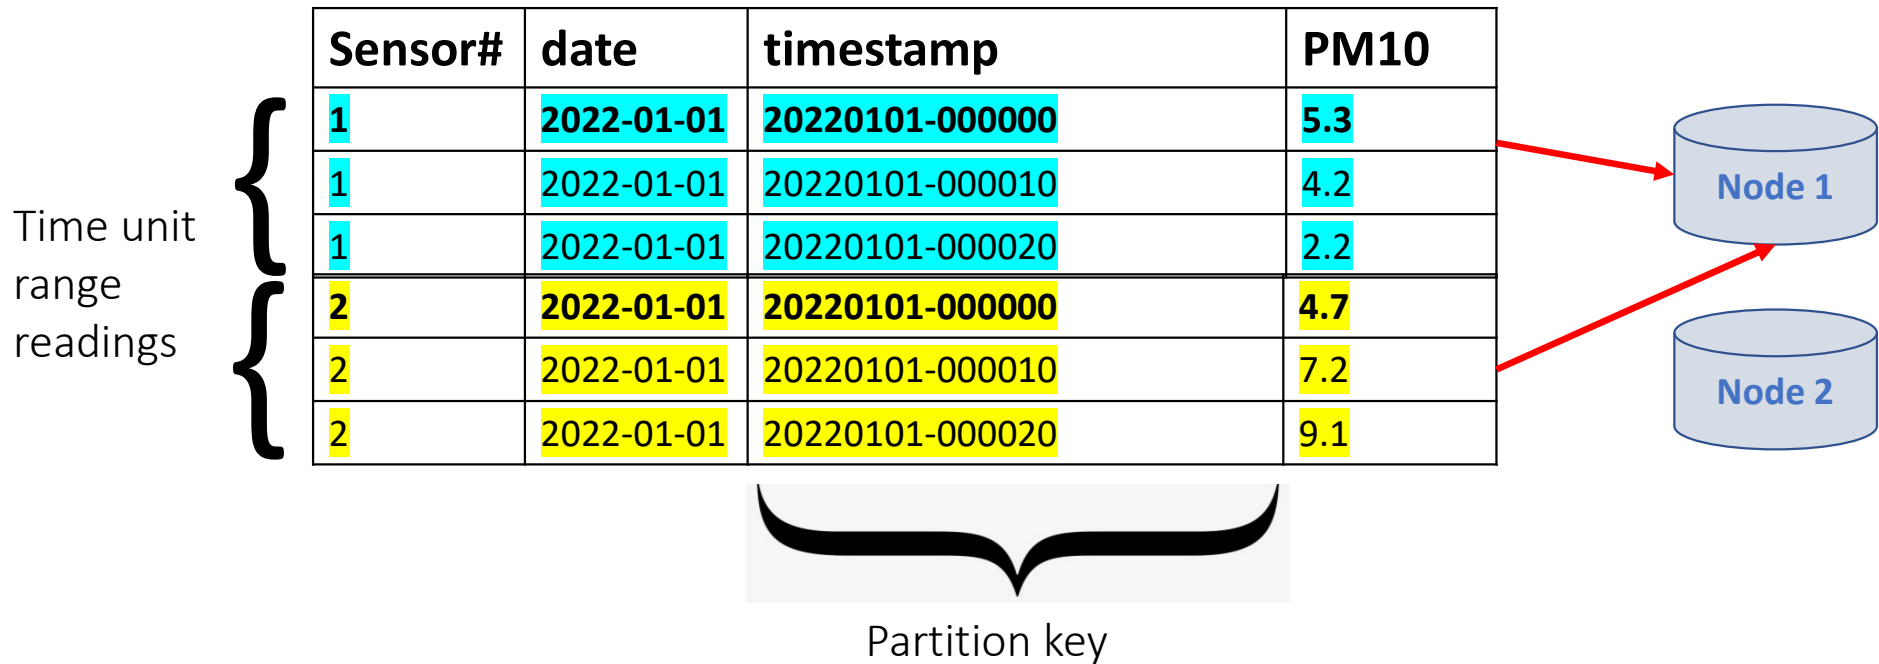 Sensor# date timestamp PM10
1 2022-01-01 20220101-000000 5.3
1 2022-01-01 20220101-000010 4.2
1 2022-01-01 20220101-000020 2.2
2 2022-01-01 20220101-000000 4.7
2 2022-01-01 20220101-000010 7.2
2 2022-01-01 20220101-000020 9.1
Time unit
range
readings
Node 1
Node 2
Partition key